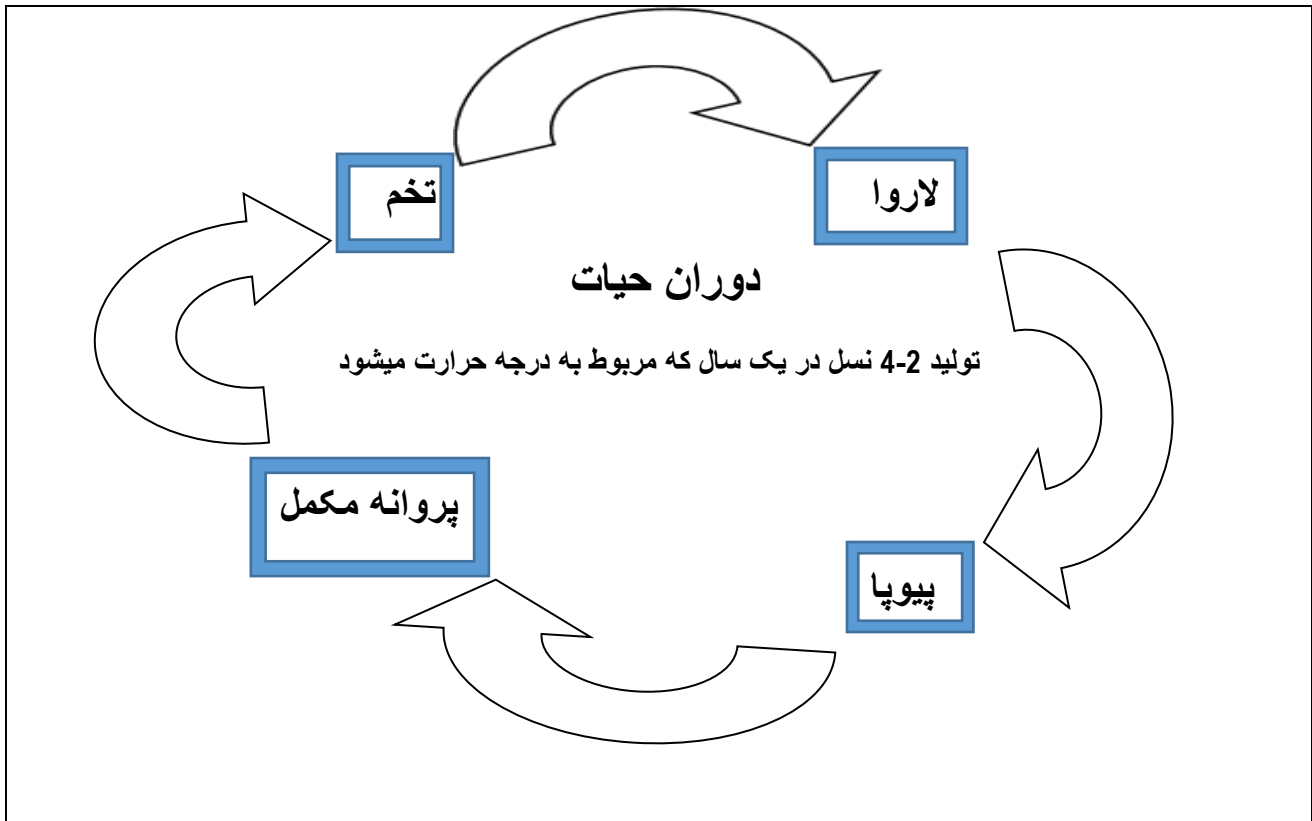 تخم
لاروا
دوران حیات
تولید 2-4 نسل در یک سال که مربوط به درجه حرارت میشود
پروانه مکمل
پیوپا